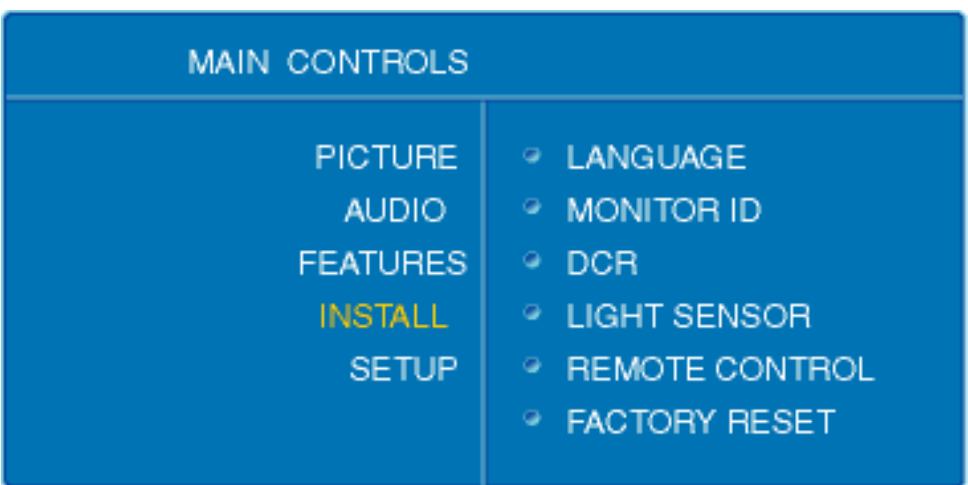 MAIN CONTROLS
PICTURE
AUDIO
FEATURES
INSTALL
SETUP
LANGUAGE
MONITOR ID
DCR
LIGHT SENSOR
REMOTE CONTROL
FACTORY RESET